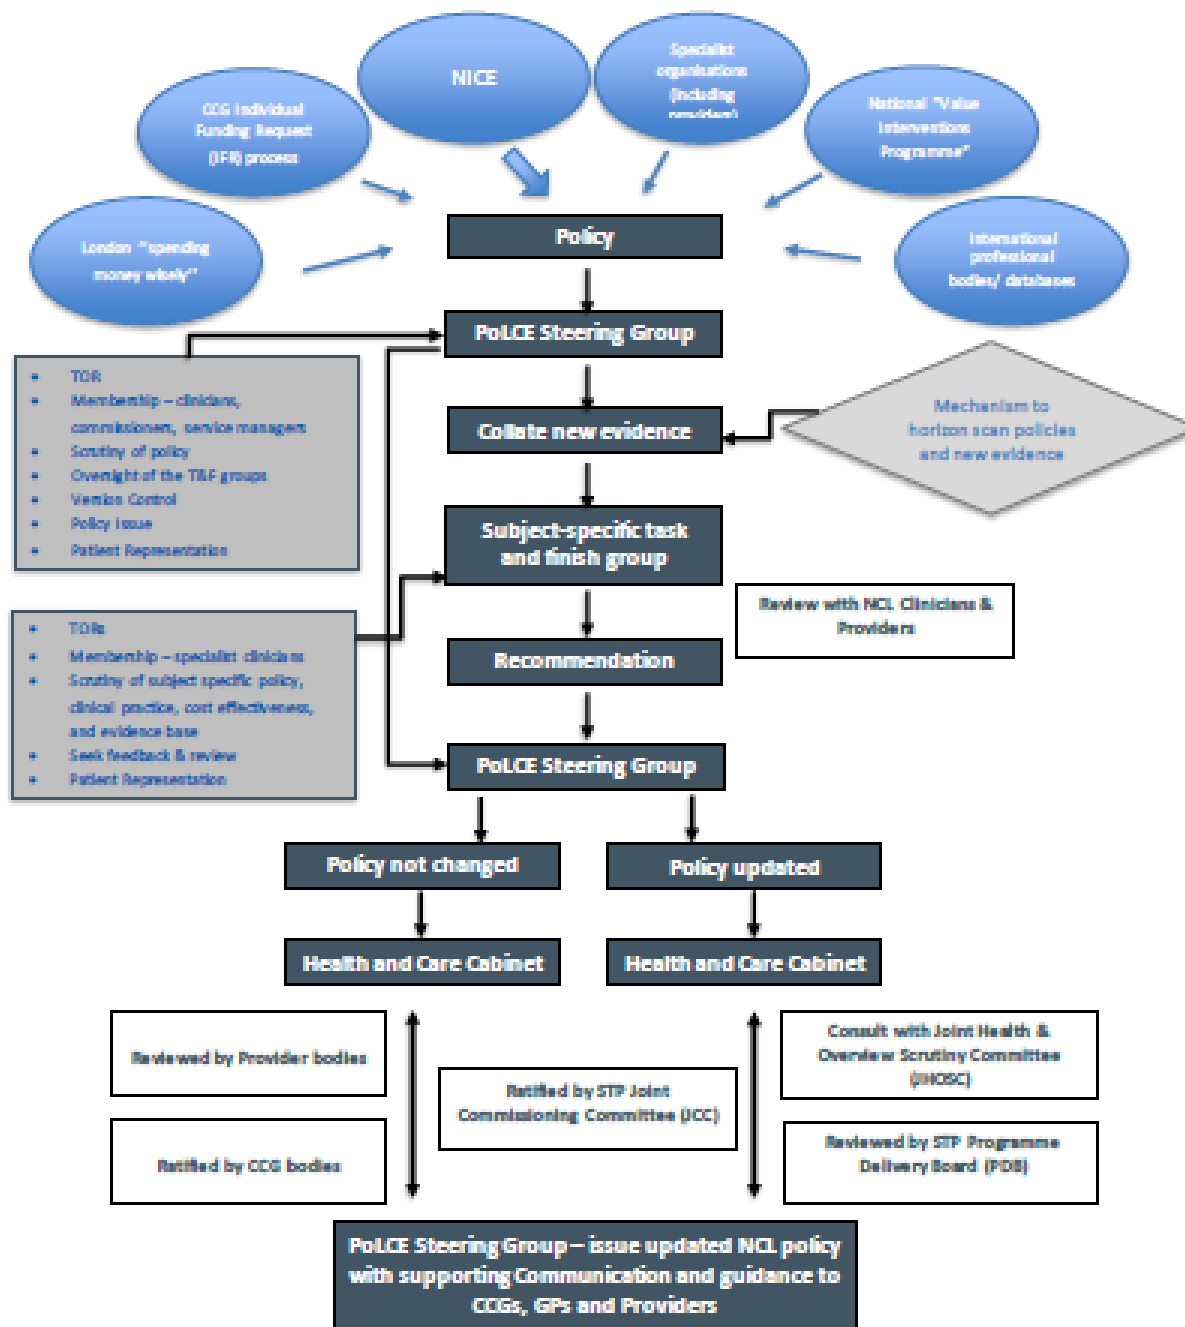 NICE
Specialist
organisations
(including
providers)
CCG Individual
Funding Request
(IFR) process
National "Value
Interventions
Programme"
London "spending
money wisely"
International
professional
bodies/ databases
Policy
PoLCE Steering Group
• TOR
• Membership – clinicians,
commissioners, service managers
• Scrutiny of policy
• Oversight of the T&F groups
• Version Control
• Policy issue
• Patient Representation
Collate new evidence
Mechanism to
horizon scan policies
and new evidence
Subject-specific task
and finish group
Review with NCL Clinicians &
Providers
• TORs
• Membership – specialist clinicians
• Scrutiny of subject specific policy,
clinical practice, cost effectiveness,
and evidence base
• Seek feedback & review
• Patient Representation
Recommendation
PoLCE Steering Group
Policy not changed
Policy updated
Health and Care Cabinet
Health and Care Cabinet
Reviewed by Provider bodies
Ratified by CCG bodies
Ratified by STP Joint
Commissioning Committee (JCC)
Consult with Joint Health &
Overview Scrutiny Committee
(JHOSC)
Reviewed by STP Programme
Delivery Board (PDB)
PoLCE Steering Group – issue updated NCL policy
with supporting Communication and guidance to
CCGs, GPs and Providers